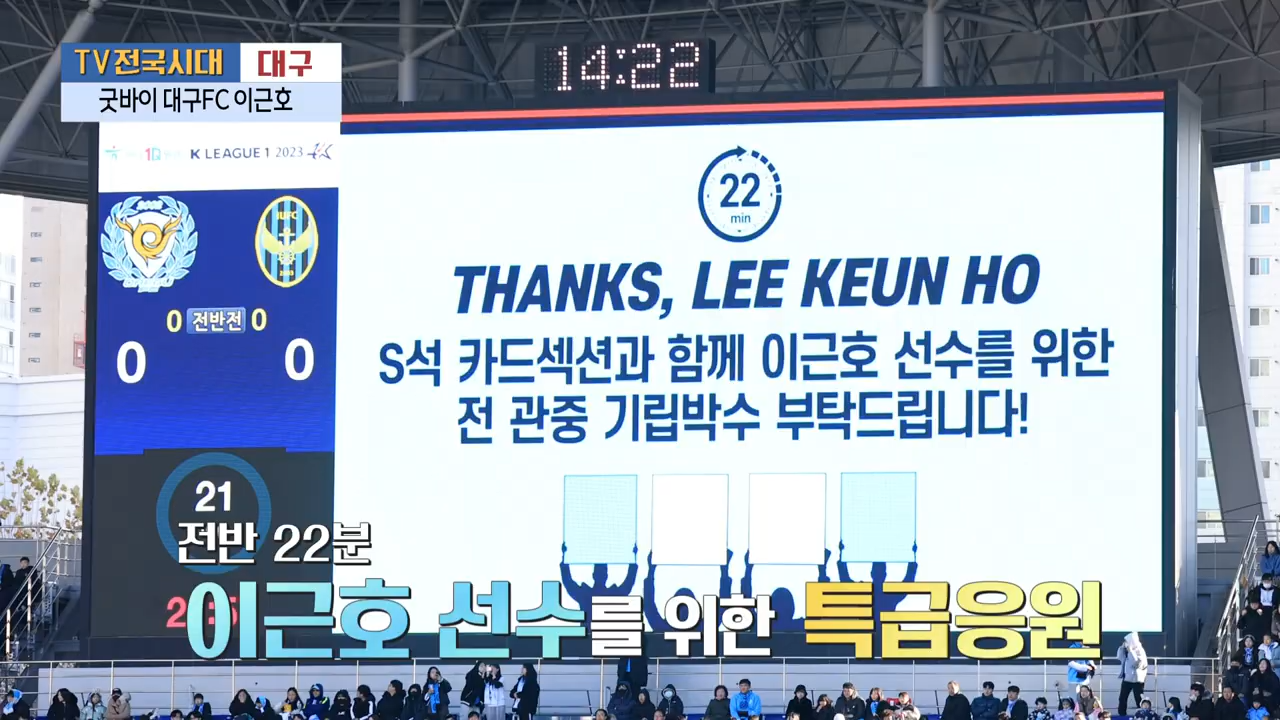 TV전국시대 대구
굿바이 대구FC 이근호
14:22
1Q K LEAGUE 1 2023
IUFC
22
min
THANKS, LEE KEUN HO
S석 카드섹션과 함께 이근호 선수를 위한
전 관중 기립박수 부탁드립니다!
0 전반전 0
0 0
21
전반 22분
이근호 선수를 위한 특급응원